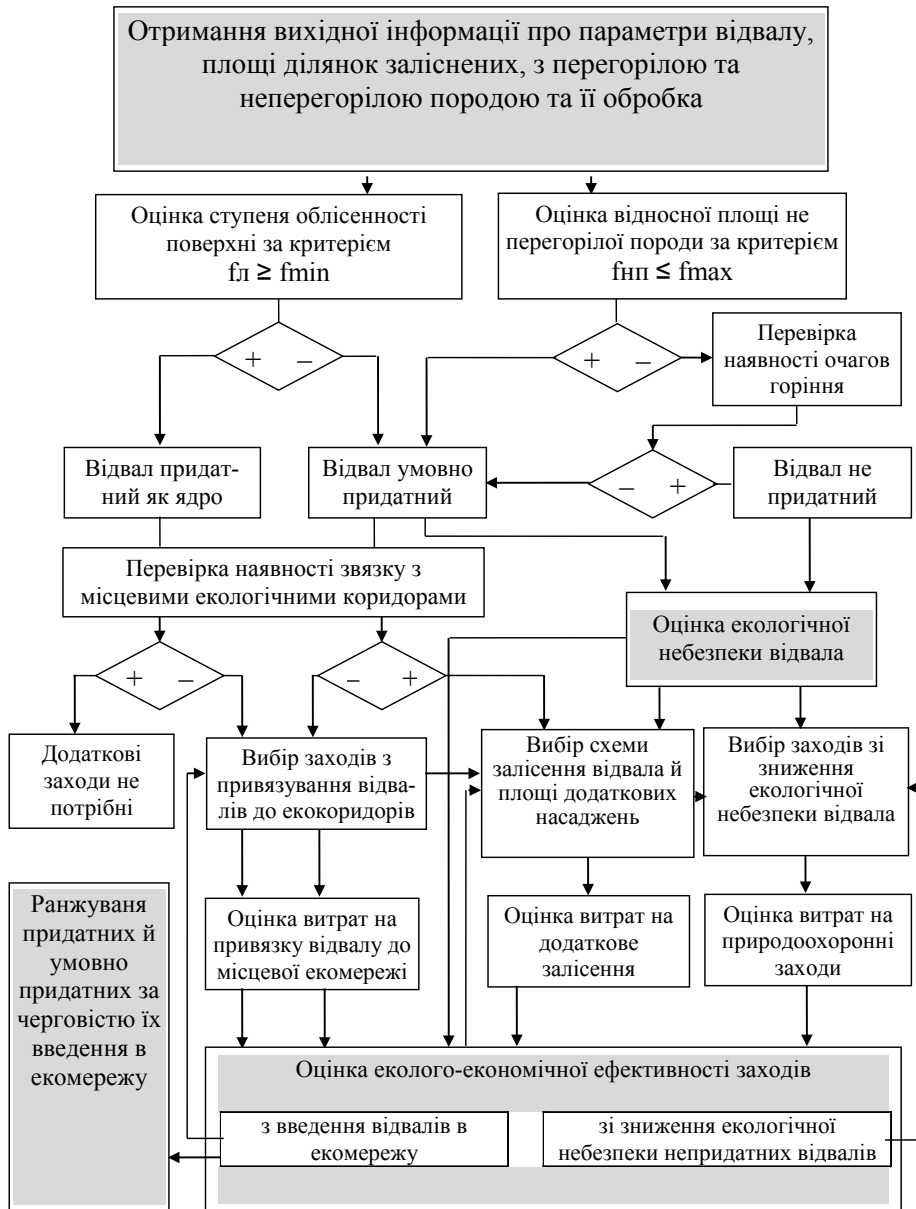 Отримання вихідної інформації про параметри відвалу,
площі ділянок заліснених, з перегорілою та
неперегорілою породою та її обробка
Оцінка ступеня облісенності
поверхні за критерієм
fл ≥ fmin
Оцінка відносної площі не
перегорілої породи за критерієм
fнп ≤ fmax
+ –
+ –
Перевірка
наявності очагов
горіння
Відвал придат-
ний як ядро
Відвал умовно
придатний
– +
Відвал не
придатний
Перевірка наявності звязку з
місцевими екологічними коридорами
Оцінка екологічної
небезпеки відвала
+ –
– +
Додаткові
заходи не
потрібні
Вибір заходів з
привязування відва-
лів до екокоридорів
Вибір схеми
залісення відвала й
площі додаткових
насаджень
Вибір заходів зі
зниження
екологічної
небезпеки відвала
Ранжуваня
придатних й
умовно
придатних за
черговістю їх
введення в
екомережу
Оцінка витрат на
привязку відвалу до
місцевої екомережі
Оцінка витрат на
додаткове
залісення
Оцінка витрат на
природоохоронні
заходи
Оцінка еколого-економічної ефективності заходів
з введення відвалів в
екомережу
зі зниження екологічної
небезпеки непридатних відвалів